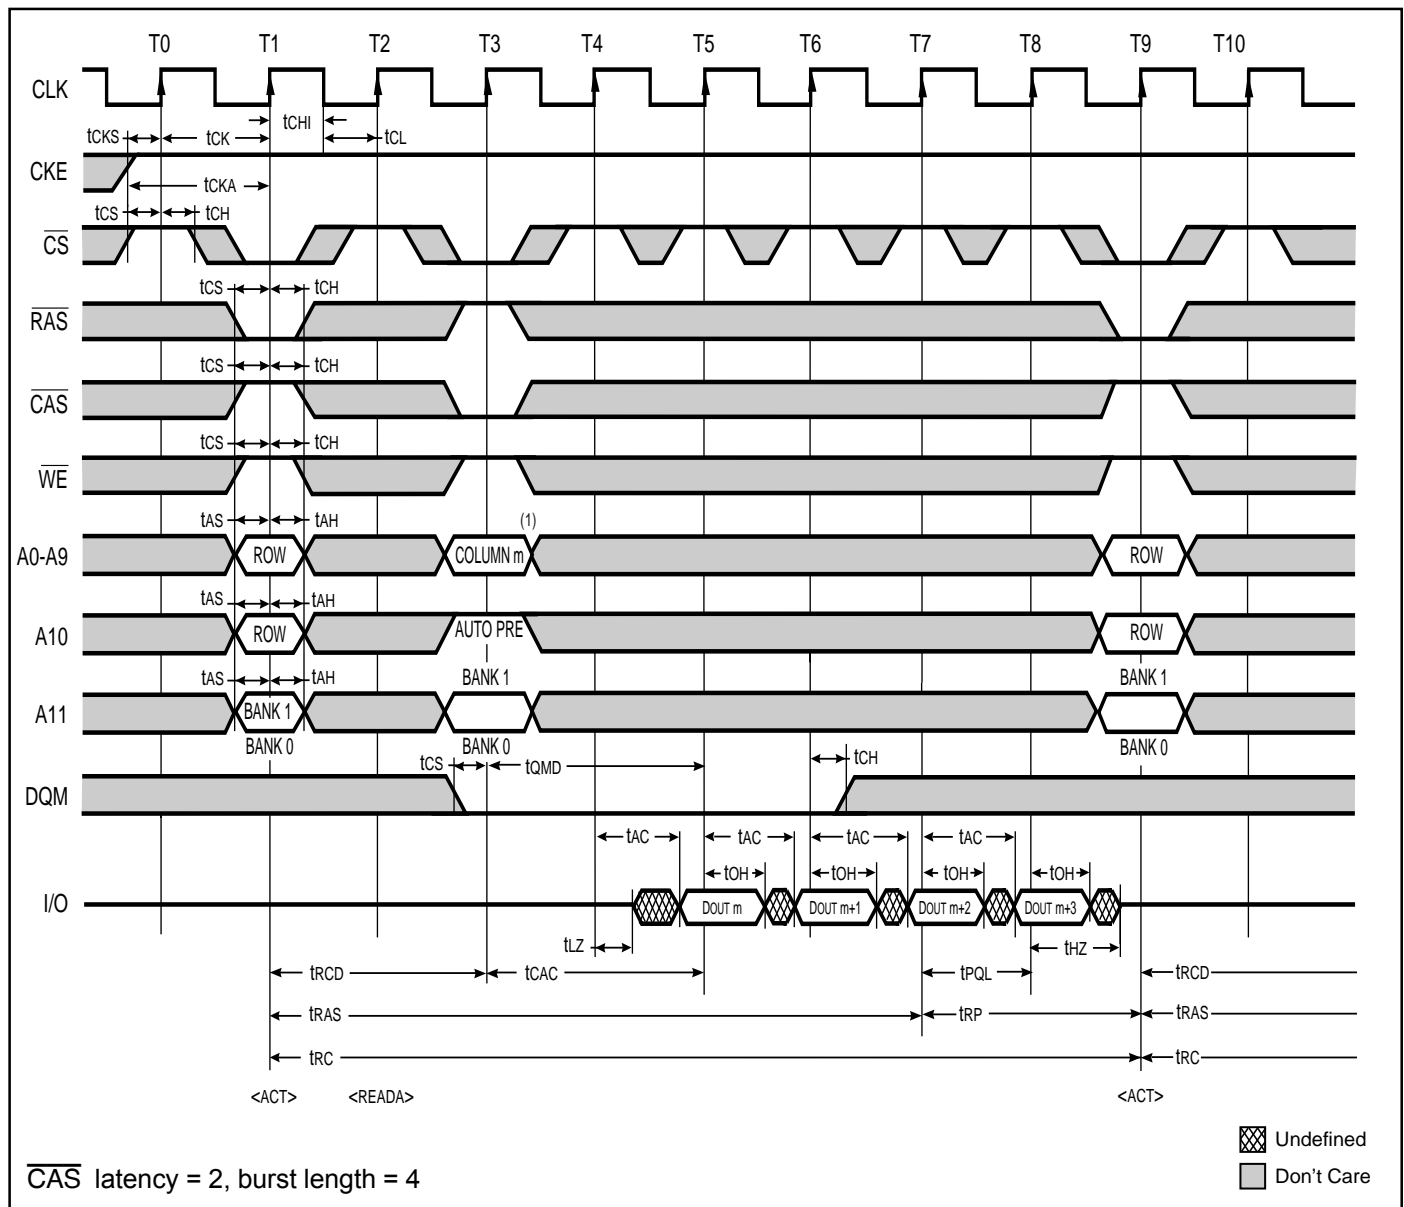 T0 T1 T2 T3 T4 T5 T6 T7 T8 T9 T10
CLK
tCHI
tCKS tCK tCL
CKE
tCKA
tCS tCH
CS
tCS tCH
RAS
tCS tCH
CAS
tCS tCH
WE
tAS tAH (1)
A0-A9 ROW COLUMN m ROW
tAS tAH
A10 ROW AUTO PRE ROW
tAS tAH BANK 1 BANK 1
A11 BANK 1
BANK 0 BANK 0 BANK 0
tCS tQMD tCH
DQM
tAC tAC tAC tAC
tOH tOH tOH tOH
I/O DOUT m DOUT m+1 DOUT m+2 DOUT m+3
tLZ tHZ
tRCD tCAC tPQL tRCD
tRAS tRP tRAS
tRC tRC
<ACT> <READA> <ACT>
Undefined
CAS latency = 2, burst length = 4
Don't Care